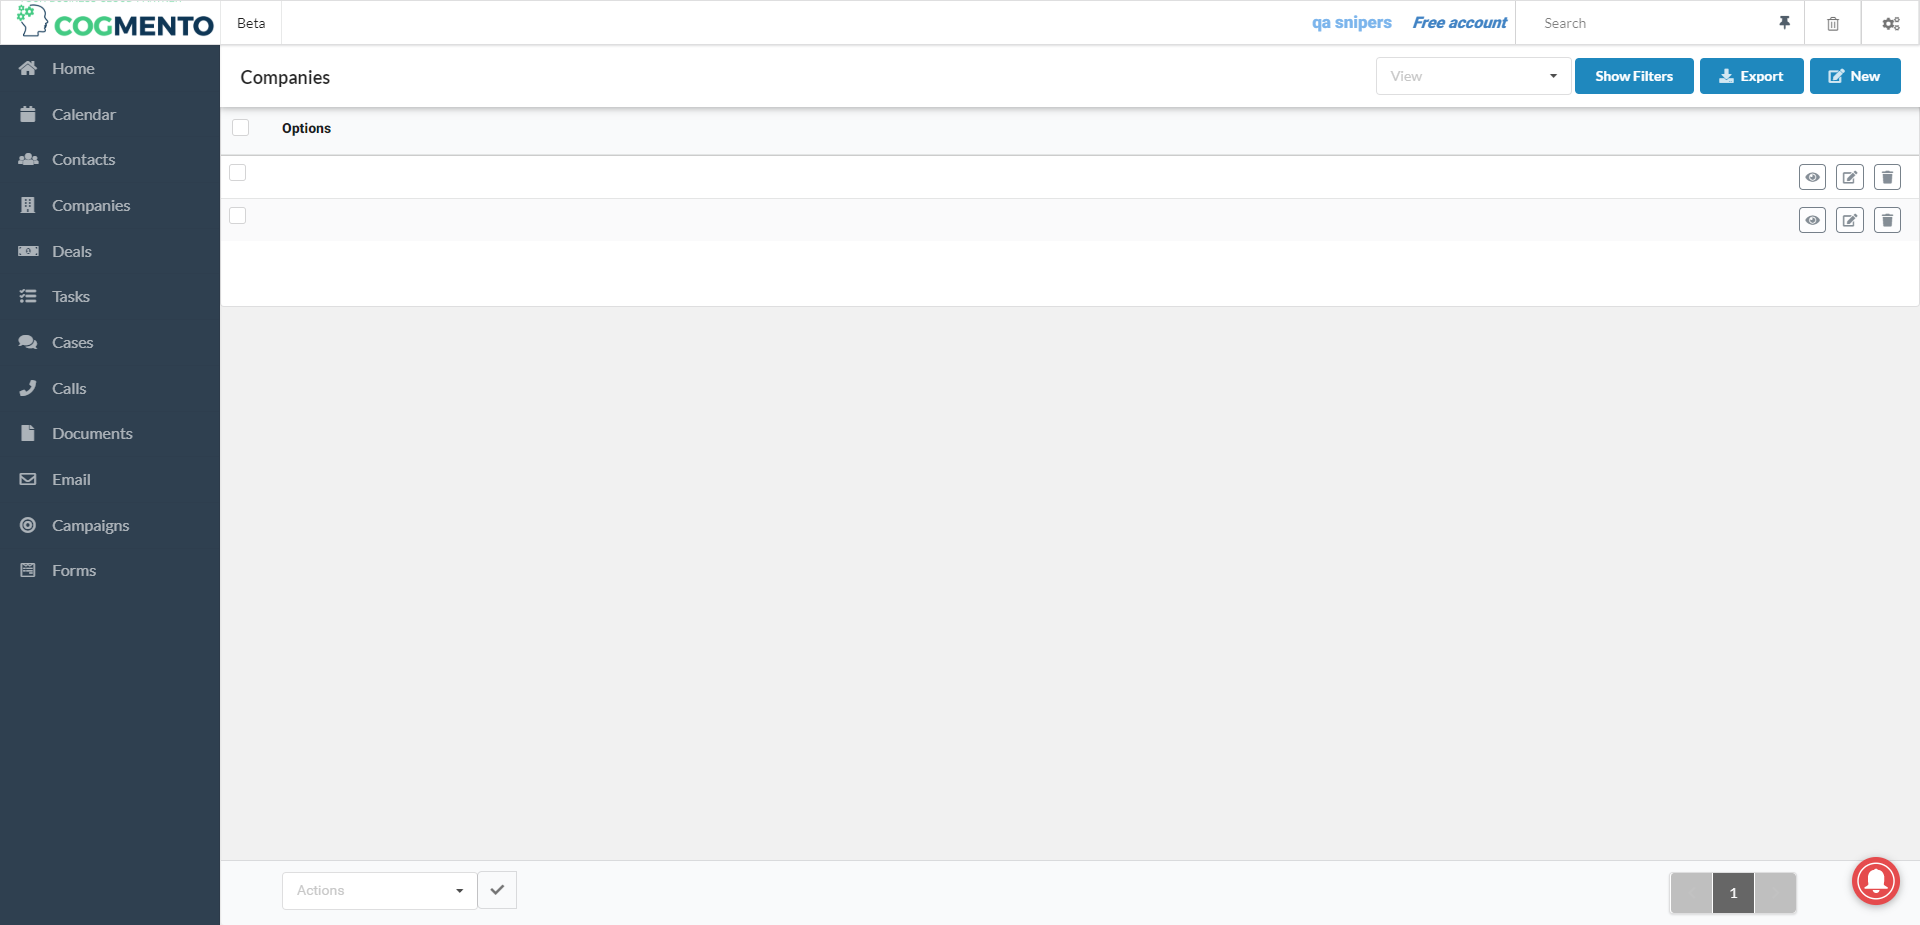 COGMENTO
Beta
qa snipers
Free account
Search
Home
Calendar
Contacts
Companies
Deals
Tasks
Cases
Calls
Documents
Email
Campaigns
Forms
Companies
View
Show Filters
Export
New
Options
Actions
1